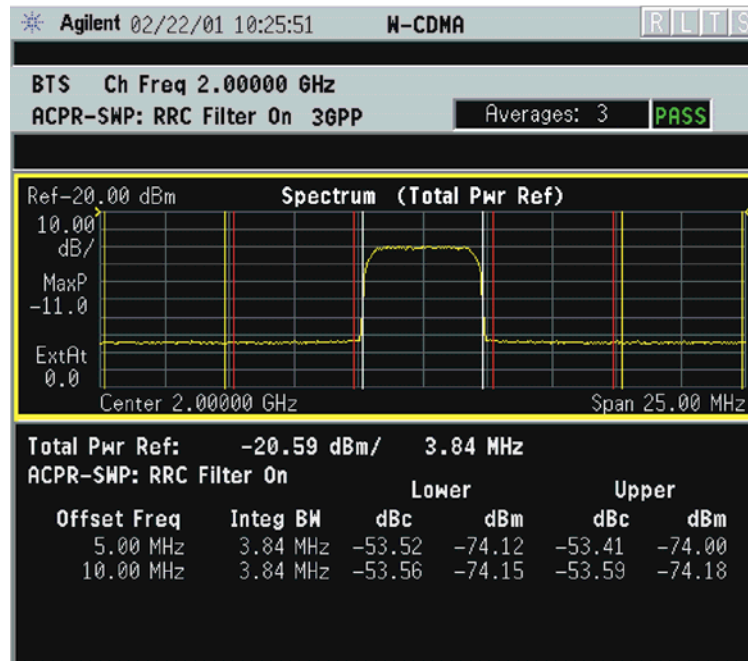 Agilent 02/22/01 10:25:51 W-CDMA R L T S
BTS Ch Freq 2.00000 GHz
ACPR-SWP: RRC Filter On 3GPP Averages: 3 PASS
Ref-20.00 dBm Spectrum (Total Pwr Ref)
10.00
dB/
MaxP
-11.0
ExtAt
0.0
Center 2.00000 GHz Span 25.00 MHz
Total Pwr Ref: -20.59 dBm/ 3.84 MHz
ACPR-SWP: RRC Filter On
Lower Upper
Offset Freq Integ BW dBc dBm dBc dBm
5.00 MHz 3.84 MHz -53.52 -74.12 -53.41 -74.00
10.00 MHz 3.84 MHz -53.56 -74.15 -53.59 -74.18